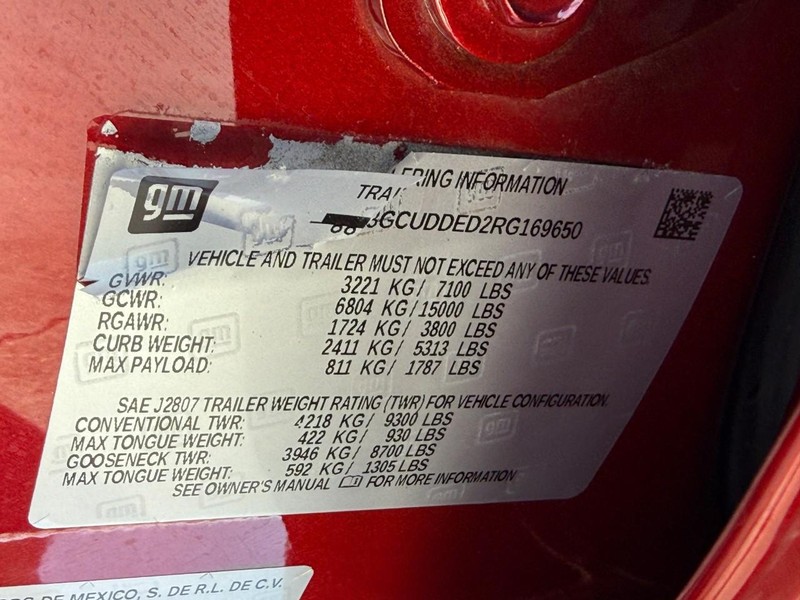 gm
ERING INFORMATION
TRAI
3GCUDDED2RG169650
VEHICLE AND TRAILER MUST NOT EXCEED ANY OF THESE VALUES.
GVWR: 3221 KG/ 7100 LBS
GCWR: 6804 KG/ 15000 LBS
RGAWR: 1724 KG/ 3800 LBS
CURB WEIGHT: 2411 KG/ 5313 LBS
MAX PAYLOAD: 811 KG/ 1787 LBS
SAE J2807 TRAILER WEIGHT RATING (TWR) FOR VEHICLE CONFIGURATION.
CONVENTIONAL TWR: 4218 KG/ 9300 LBS
MAX TONGUE WEIGHT: 422 KG/ 930 LBS
GOOSENECK TWR: 3946 KG/ 8700 LBS
MAX TONGUE WEIGHT: 592 KG/ 1305 LBS
SEE OWNER'S MANUAL FOR MORE INFORMATION
DE MEXICO, S. DE R.L. DE C.V.